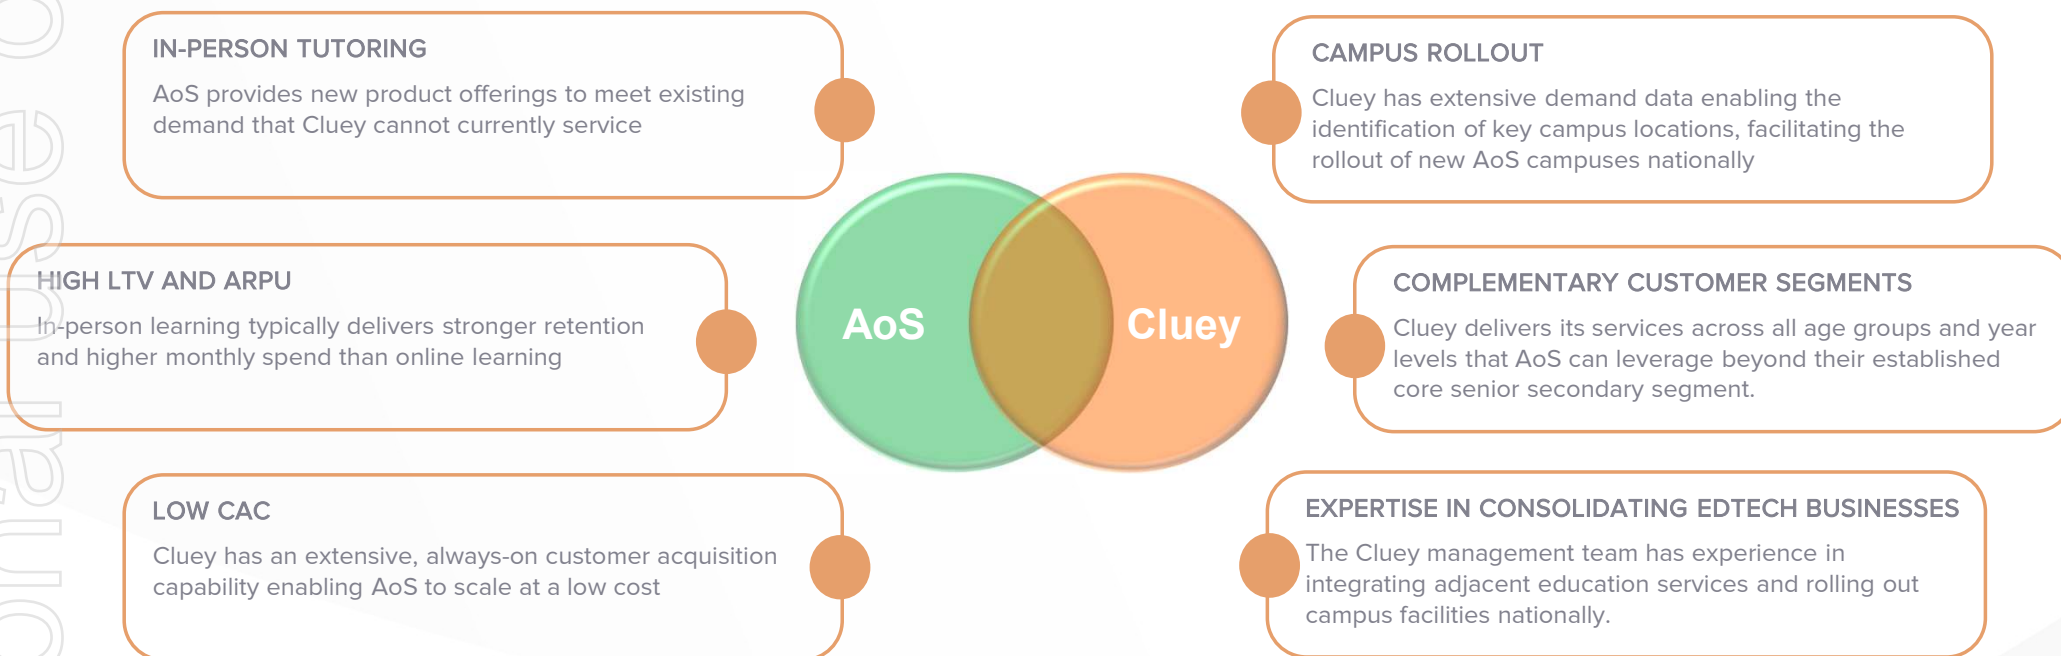 IN-PERSON TUTORING
AoS provides new product offerings to meet existing
demand that Cluey cannot currently service
HIGH LTV AND ARPU
In-person learning typically delivers stronger retention
and higher monthly spend than online learning
LOW CAC
Cluey has an extensive, always-on customer acquisition
capability enabling AoS to scale at a low cost
AoS
Cluey
CAMPUS ROLLOUT
Cluey has extensive demand data enabling the
identification of key campus locations, facilitating the
rollout of new AoS campuses nationally
COMPLEMENTARY CUSTOMER SEGMENTS
Cluey delivers its services across all age groups and year
levels that AoS can leverage beyond their established
core senior secondary segment.
EXPERTISE IN CONSOLIDATING EDTECH BUSINESSES
The Cluey management team has experience in
integrating adjacent education services and rolling out
campus facilities nationally.
use